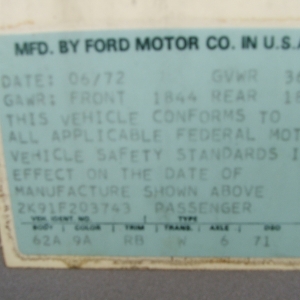 MFD. BY FORD MOTOR CO. IN U.S.A
DATE: 06/72 GVWR 38
GAWR: FRONT 1844 REAR 18
THIS VEHICLE CONFORMS TO
ALL APPLICABLE FEDERAL MOT
VEHICLE SAFETY STANDARDS I
EFFECT ON THE DATE OF
MANUFACTURE SHOWN ABOVE
2K91F203743 PASSENGER
VEH. IDENT. NO. TYPE
BODY COLOR TRIM TRANS. AXLE DSO
62A 9A RB W 6 71